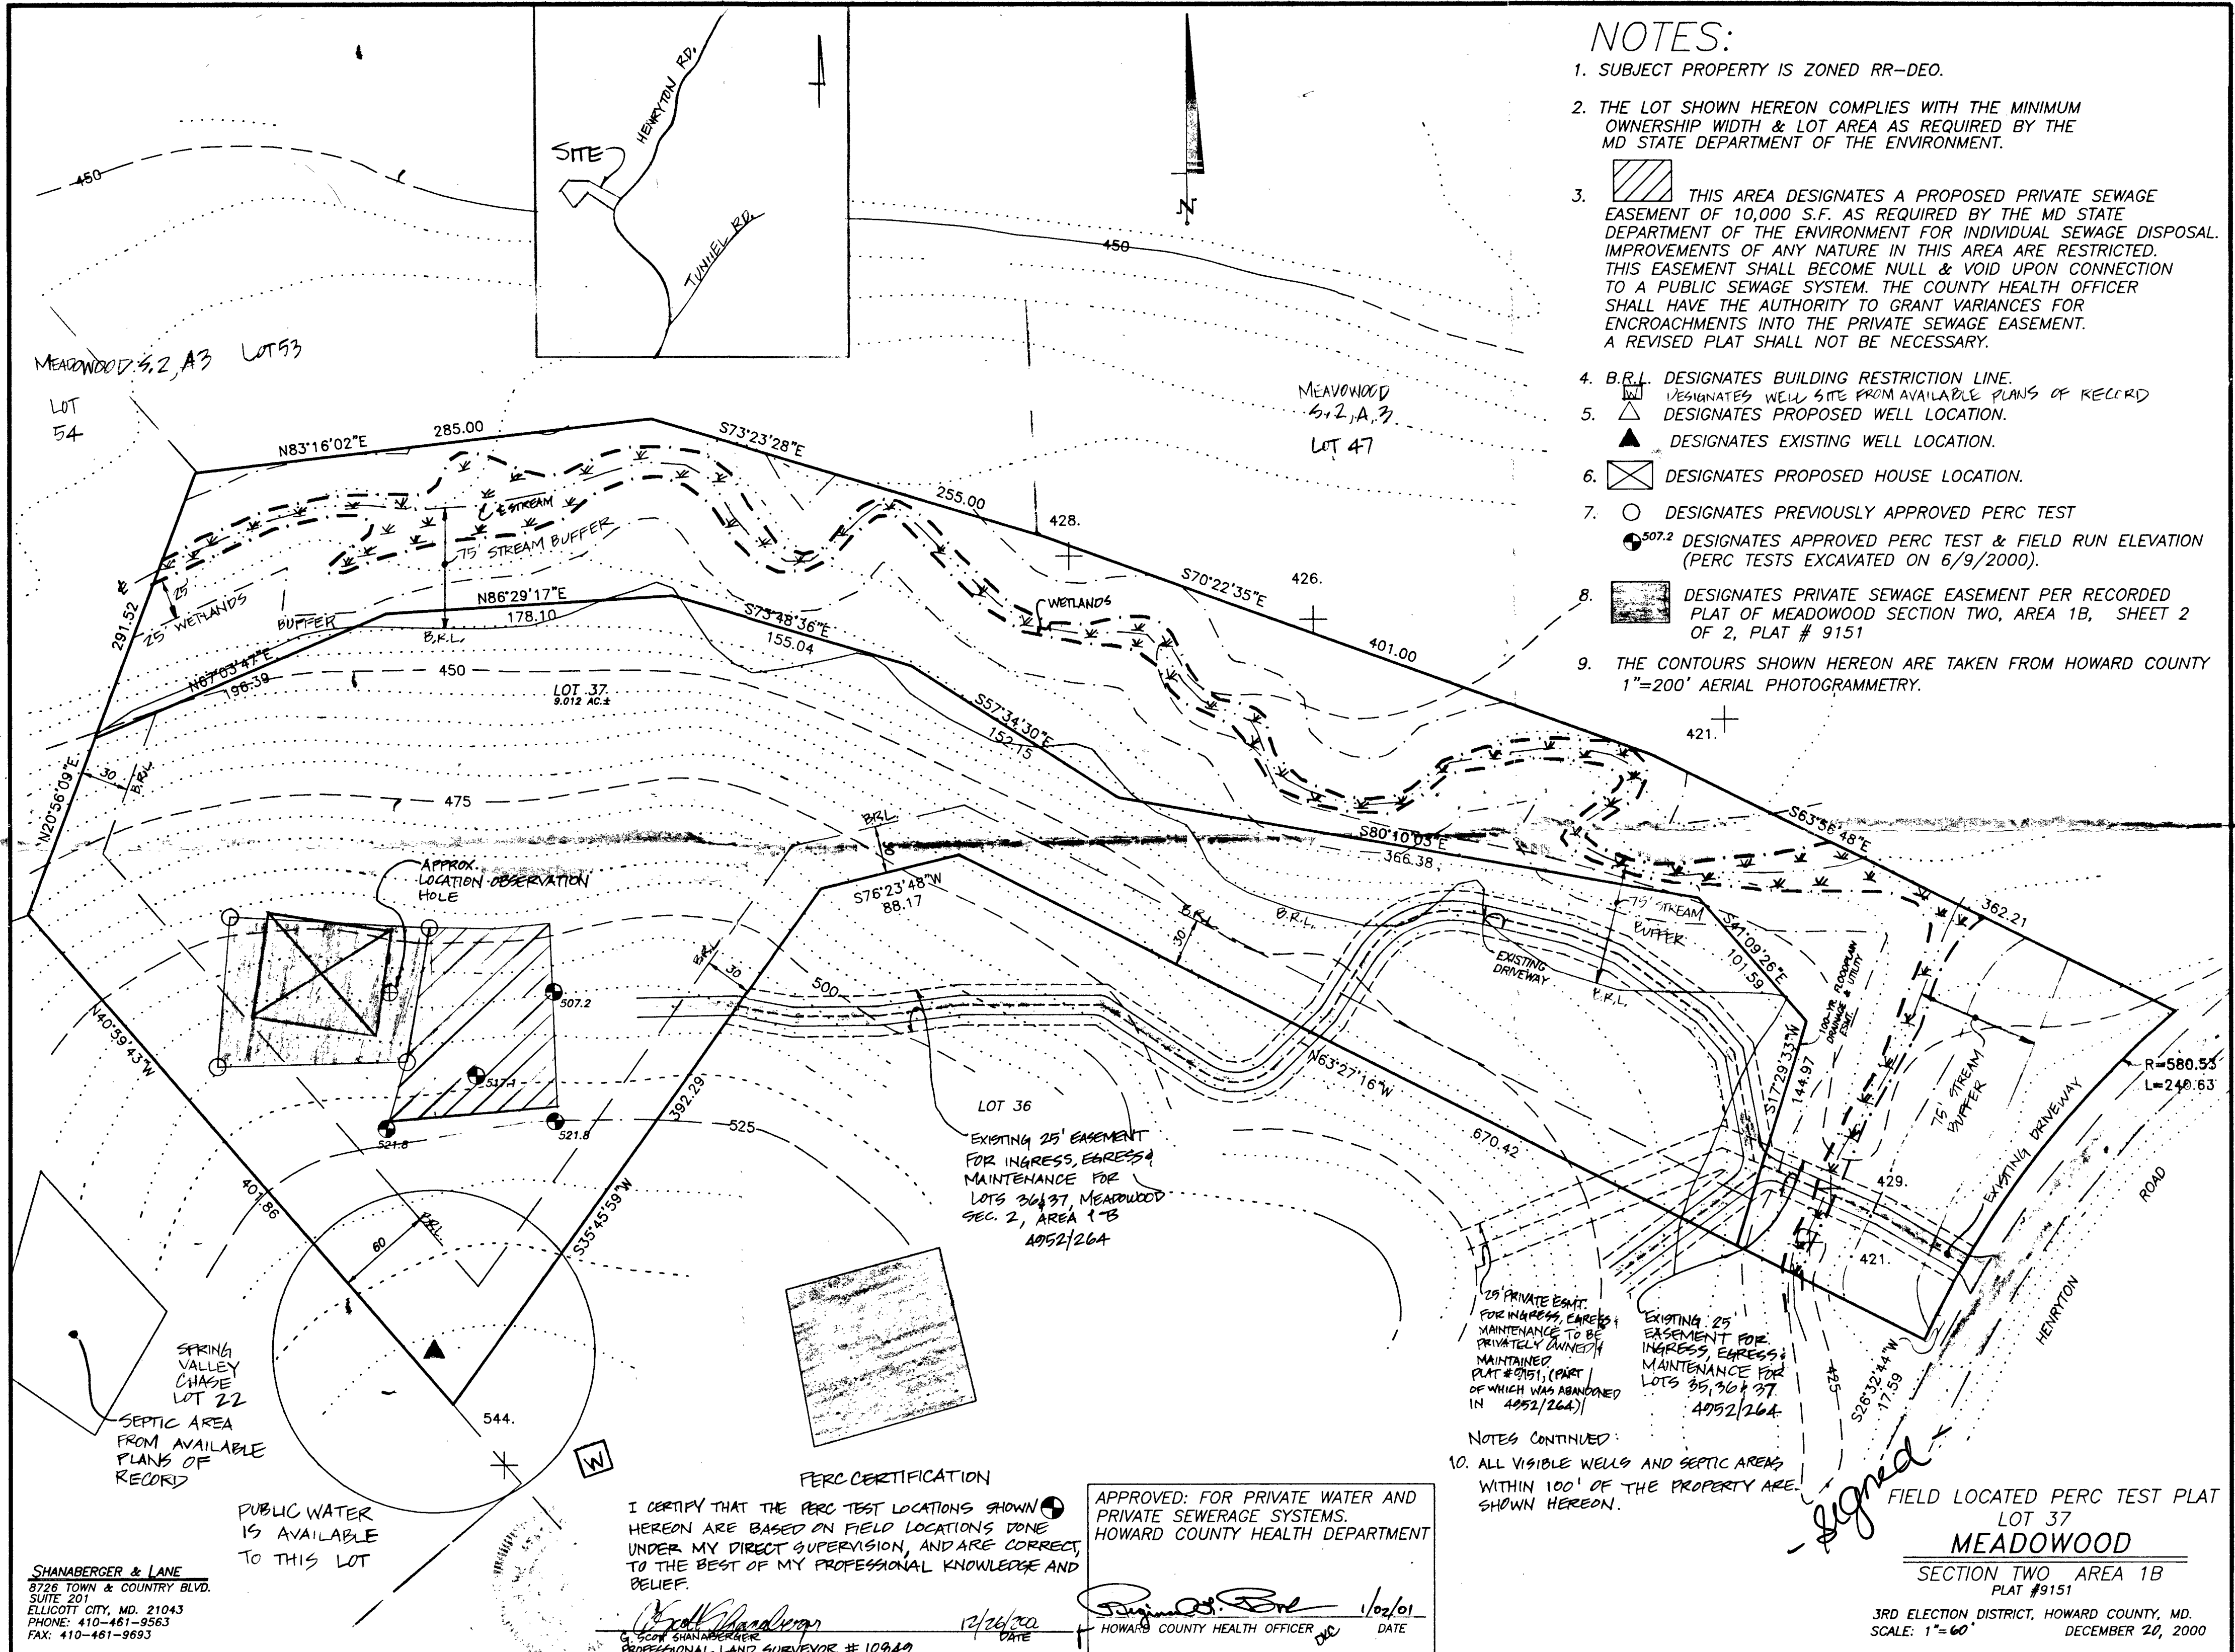 NOTES:
1. SUBJECT PROPERTY IS ZONED RR-DEO.
2. THE LOT SHOWN HEREON COMPLIES WITH THE MINIMUM
OWNERSHIP WIDTH & LOT AREA AS REQUIRED BY THE
MD STATE DEPARTMENT OF THE ENVIRONMENT.
3. THIS AREA DESIGNATES A PROPOSED PRIVATE SEWAGE
EASEMENT OF 10,000 S.F. AS REQUIRED BY THE MD STATE
DEPARTMENT OF THE ENVIRONMENT FOR INDIVIDUAL SEWAGE DISPOSAL.
IMPROVEMENTS OF ANY NATURE IN THIS AREA ARE RESTRICTED.
THIS EASEMENT SHALL BECOME NULL & VOID UPON CONNECTION
TO A PUBLIC SEWAGE SYSTEM. THE COUNTY HEALTH OFFICER
SHALL HAVE THE AUTHORITY TO GRANT VARIANCES FOR
ENCROACHMENTS INTO THE PRIVATE SEWAGE EASEMENT.
A REVISED PLAT SHALL NOT BE NECESSARY.
4. B.R.L. DESIGNATES BUILDING RESTRICTION LINE.
W DESIGNATES WELL SITE FROM AVAILABLE PLANS OF RECORD
5. DESIGNATES PROPOSED WELL LOCATION.
DESIGNATES EXISTING WELL LOCATION.
6. DESIGNATES PROPOSED HOUSE LOCATION.
7. DESIGNATES PREVIOUSLY APPROVED PERC TEST
507.2 DESIGNATES APPROVED PERC TEST & FIELD RUN ELEVATION
(PERC TESTS EXCAVATED ON 6/9/2000).
8. DESIGNATES PRIVATE SEWAGE EASEMENT PER RECORDED
PLAT OF MEADOWOOD SECTION TWO, AREA 1B, SHEET 2
OF 2, PLAT # 9151
9. THE CONTOURS SHOWN HEREON ARE TAKEN FROM HOWARD COUNTY
1"=200' AERIAL PHOTOGRAMMETRY.
SITE
HENRYTON RD.
TUNNEL RD.
N
450
450
MEADOWOOD S.2, A3 LOT 53
LOT
54
MEAVOWOOD
S.2, A.3
LOT 47
N83°16'02"E
285.00
S73°23'28"E
255.00
428.
426.
S70°22'35"E
401.00
421.
S63°56'48"E
362.21
℄ STREAM
75' STREAM BUFFER
WETLANDS
℄
25'
25' WETLANDS
BUFFER
291.52
N20°56'09"E
N86°29'17"E
178.10
B.R.L.
S73°48'36"E
155.04
N67°03'47"E
196.39
450
LOT 37
9.012 AC.±
S57°34'30"E
152.15
30
B.R.L.
475
BRL
S80°10'03"E
366.38
APPROX.
LOCATION OBSERVATION
HOLE
S76°23'48"W
88.17
B.R.L.
30
B.R.L.
B.R.L.
30
500
EXISTING
DRIVEWAY
75' STREAM
BUFFER
B.R.L.
S41°09'26"E
101.59
100-YR. FLOODPLAIN
DRAINAGE & UTILITY
ESMT.
507.2
517.1
521.8
521.8
525
N40°59'43"W
401.86
392.29
S35°45'59"W
N63°27'16"W
670.42
S17°29'33"W
144.97
75' STREAM
BUFFER
R=580.53'
L=240.63'
EXISTING DRIVEWAY
429.
421.
HENRYTON
ROAD
S26°32'44"W
17.59
425
LOT 36
EXISTING 25' EASEMENT
FOR INGRESS, EGRESS &
MAINTENANCE FOR
LOTS 36 & 37, MEADOWOOD
SEC. 2, AREA 1-B
4952/264
60
B.R.L.
544.
W
SPRING
VALLEY
CHASE
LOT 22
SEPTIC AREA
FROM AVAILABLE
PLANS OF
RECORD
PUBLIC WATER
IS AVAILABLE
TO THIS LOT
25' PRIVATE ESMT.
FOR INGRESS, EGRESS &
MAINTENANCE TO BE
PRIVATELY OWNED &
MAINTAINED
PLAT #9151, (PART
OF WHICH WAS ABANDONED
IN 4952/264)
EXISTING 25'
EASEMENT FOR
INGRESS, EGRESS &
MAINTENANCE FOR
LOTS 35, 36 & 37
4952/264
NOTES CONTINUED:
10. ALL VISIBLE WELLS AND SEPTIC AREAS
WITHIN 100' OF THE PROPERTY ARE
SHOWN HEREON.
PERC CERTIFICATION
I CERTIFY THAT THE PERC TEST LOCATIONS SHOWN
HEREON ARE BASED ON FIELD LOCATIONS DONE
UNDER MY DIRECT SUPERVISION, AND ARE CORRECT,
TO THE BEST OF MY PROFESSIONAL KNOWLEDGE AND
BELIEF.
G. SCOTT SHANABERGER
DATE
PROFESSIONAL LAND SURVEYOR # 10849
APPROVED: FOR PRIVATE WATER AND
PRIVATE SEWERAGE SYSTEMS.
HOWARD COUNTY HEALTH DEPARTMENT
1/02/01
HOWARD COUNTY HEALTH OFFICER DATE
Signed
SHANABERGER & LANE
8726 TOWN & COUNTRY BLVD.
SUITE 201
ELLICOTT CITY, MD. 21043
PHONE: 410-461-9563
FAX: 410-461-9693
FIELD LOCATED PERC TEST PLAT
LOT 37
MEADOWOOD
SECTION TWO AREA 1B
PLAT #9151
3RD ELECTION DISTRICT, HOWARD COUNTY, MD.
SCALE: 1"=60' DECEMBER 20, 2000